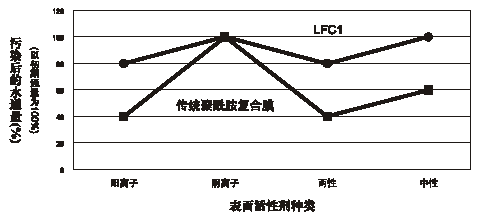 120
100
80
60
40
20
0
污染后的水通量(%)
(以初始通量为100%)
LFC1
传统聚酰胺复合膜
阳离子
阴离子
两性
中性
表面活性剂种类